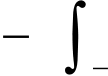 − ∫ _